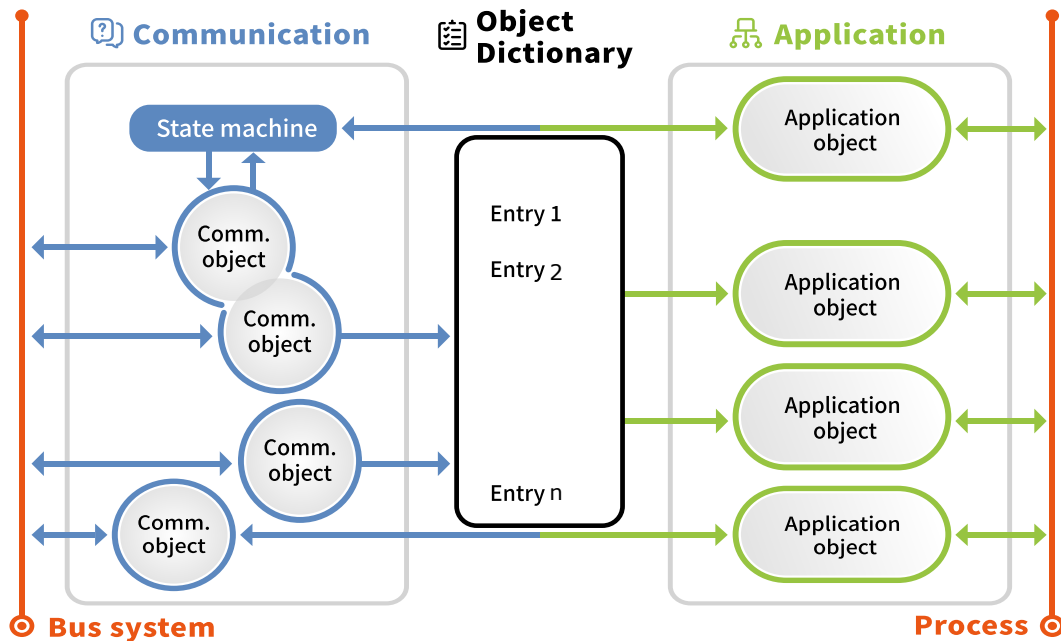 Communication
Object
Dictionary
Application
State machine
Comm.
object
Comm.
object
Comm.
object
Comm.
object
Entry 1
Entry 2
Entry n
Application
object
Application
object
Application
object
Application
object
Bus system
Process